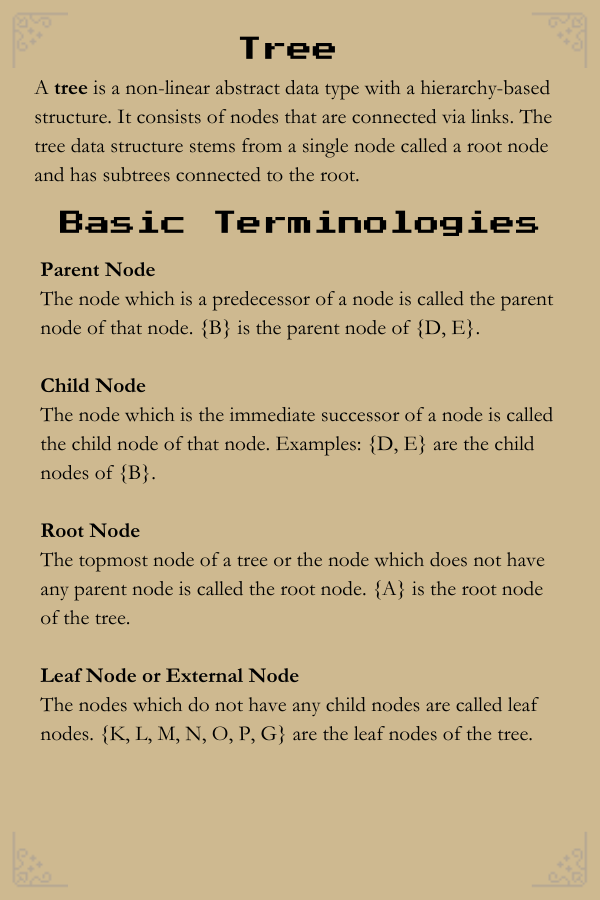 Tree
A tree is a non-linear abstract data type with a hierarchy-based
structure. It consists of nodes that are connected via links. The
tree data structure stems from a single node called a root node
and has subtrees connected to the root.
Basic Terminologies
Parent Node
The node which is a predecessor of a node is called the parent
node of that node. {B} is the parent node of {D, E}.
Child Node
The node which is the immediate successor of a node is called
the child node of that node. Examples: {D, E} are the child
nodes of {B}.
Root Node
The topmost node of a tree or the node which does not have
any parent node is called the root node. {A} is the root node
of the tree.
Leaf Node or External Node
The nodes which do not have any child nodes are called leaf
nodes. {K, L, M, N, O, P, G} are the leaf nodes of the tree.